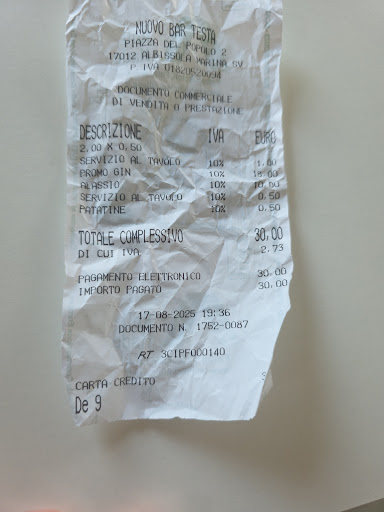 NUOVO BAR TESTA
PIAZZA DEL POPOLO 2
17012 ALBISSOLA MARINA SV
P IVA 01820520094
DOCUMENTO COMMERCIALE
DI VENDITA O PRESTAZIONE
DESCRIZIONE IVA EURO
2.00 X 0.50
SERVIZIO AL TAVOLO 10% 1.00
PROMO GIN 10% 18.00
ALASSIO 10% 10.00
SERVIZIO AL TAVOLO 10% 0.50
PATATINE 10% 0.50
TOTALE COMPLESSIVO 30,00
DI CUI IVA 2.73
PAGAMENTO ELETTRONICO 30.00
IMPORTO PAGATO 30,00
17-08-2025 19:36
DOCUMENTO N. 1752-0087
RT 3CIPF000140
CARTA CREDITO
De 9